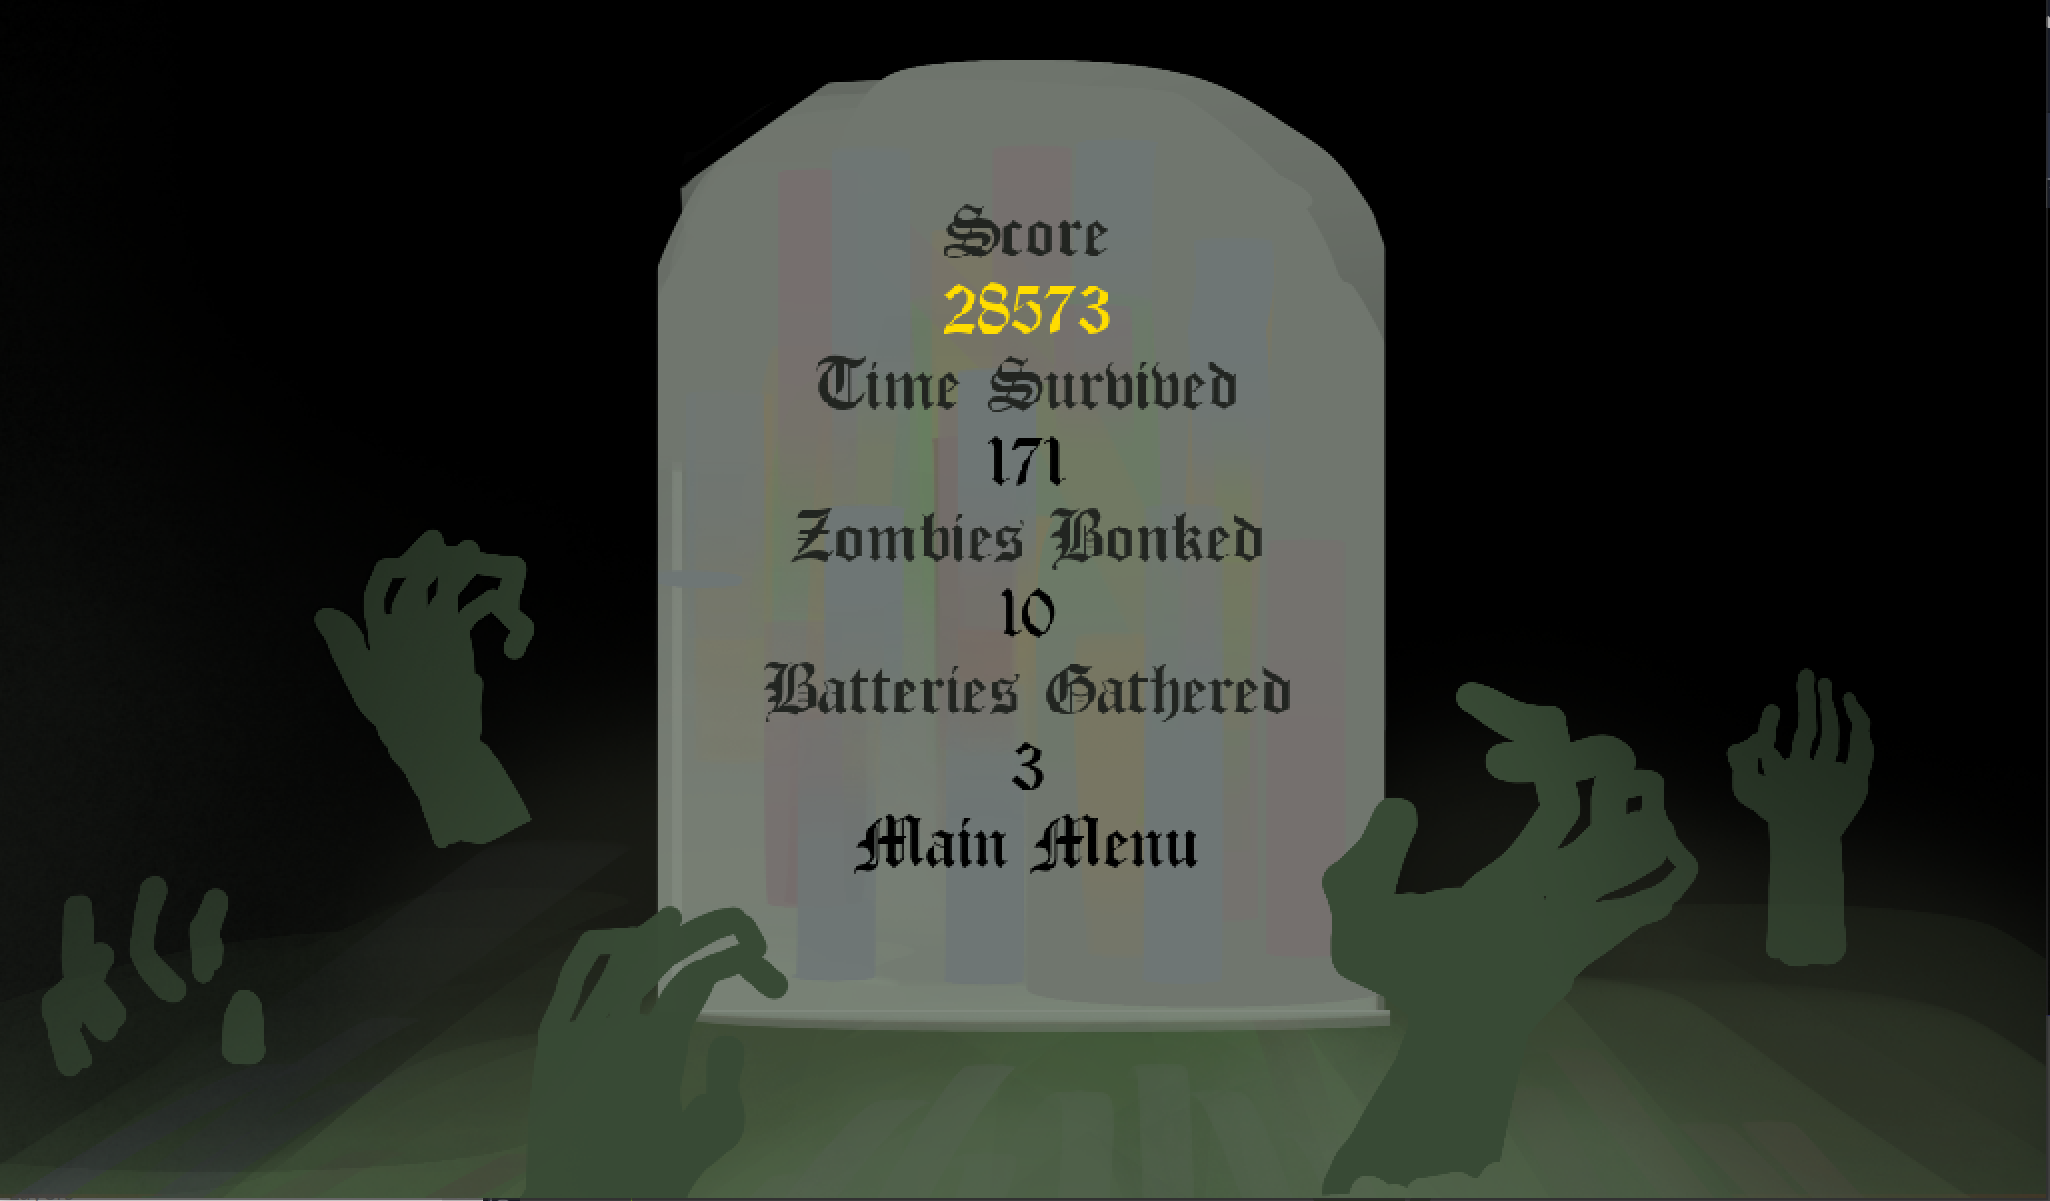 Score
28573
Time Survived
171
Zombies Bonked
10
Batteries Gathered
3
Main Menu